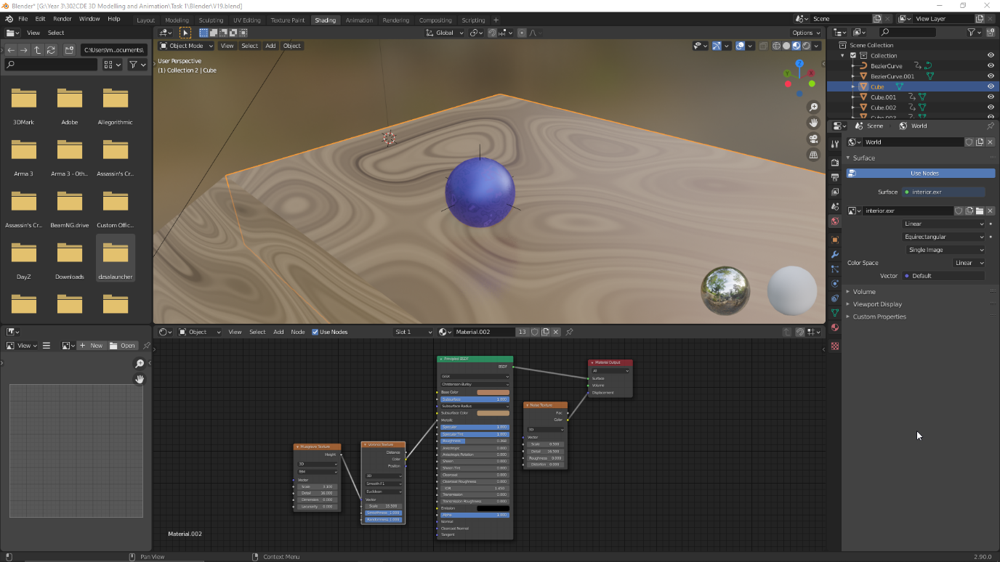 Blender* [G:\Year 3\302CDE 3D Modelling and Animation\Task I\Blender\V19.blend]
File Edit Render Window Help Layout Modeling Sculpting UV Editing Texture Paint Shading Animation Rendering Compositing Scripting + Scene View Layer
View Select
Global Options
C:\Users\m...ocuments\
Object Mode View Select Add Object
User Perspective
(1) Collection 2 | Cube
3DMark Adobe Allegorithmic
Arma 3 Arma 3 - Oth... Assassin's Cr...
Assassin's Cr... BeamNG.drive Custom Offic...
DayZ Downloads dzsalauncher
Z
Y
X
Scene Collection
Collection
BezierCurve
BezierCurve.001
Cube
Cube.001
Cube.002
Cube.003
Scene World
World
Surface
Use Nodes
Surface interior.exr
interior.exr
Linear
Equirectangular
Single Image
Color Space Linear
Vector Default
Volume
Viewport Display
Custom Properties
View New Open
Object View Select Add Node Use Nodes Slot 1 Material.002 13
Musgrave Texture
Height
3D
fBM
Vector
Scale 3.100
Detail 16.000
Dimension 0.000
Lacunarity 0.000
Voronoi Texture
Distance
Color
Position
3D
Smooth F1
Euclidean
Vector
Scale 15.500
Smoothness 1.000
Randomness 1.000
Principled BSDF
BSDF
GGX
Christensen-Burley
Base Color
Subsurface 1.000
Subsurface Radius
Subsurface Color
Metallic
Specular 1.000
Specular Tint 1.000
Roughness 0.368
Anisotropic 0.000
Anisotropic Rotation 0.000
Sheen 0.000
Sheen Tint 0.000
Clearcoat 0.000
Clearcoat Roughness 0.000
IOR 1.450
Transmission 0.000
Transmission Roughness 0.000
Emission
Alpha 1.000
Normal
Clearcoat Normal
Tangent
Noise Texture
Fac
Color
3D
Vector
Scale 0.500
Detail 16.500
Roughness 0.000
Distortion 0.000
Material Output
All
Surface
Volume
Displacement
Material.002
Pan View Context Menu 2.90.0